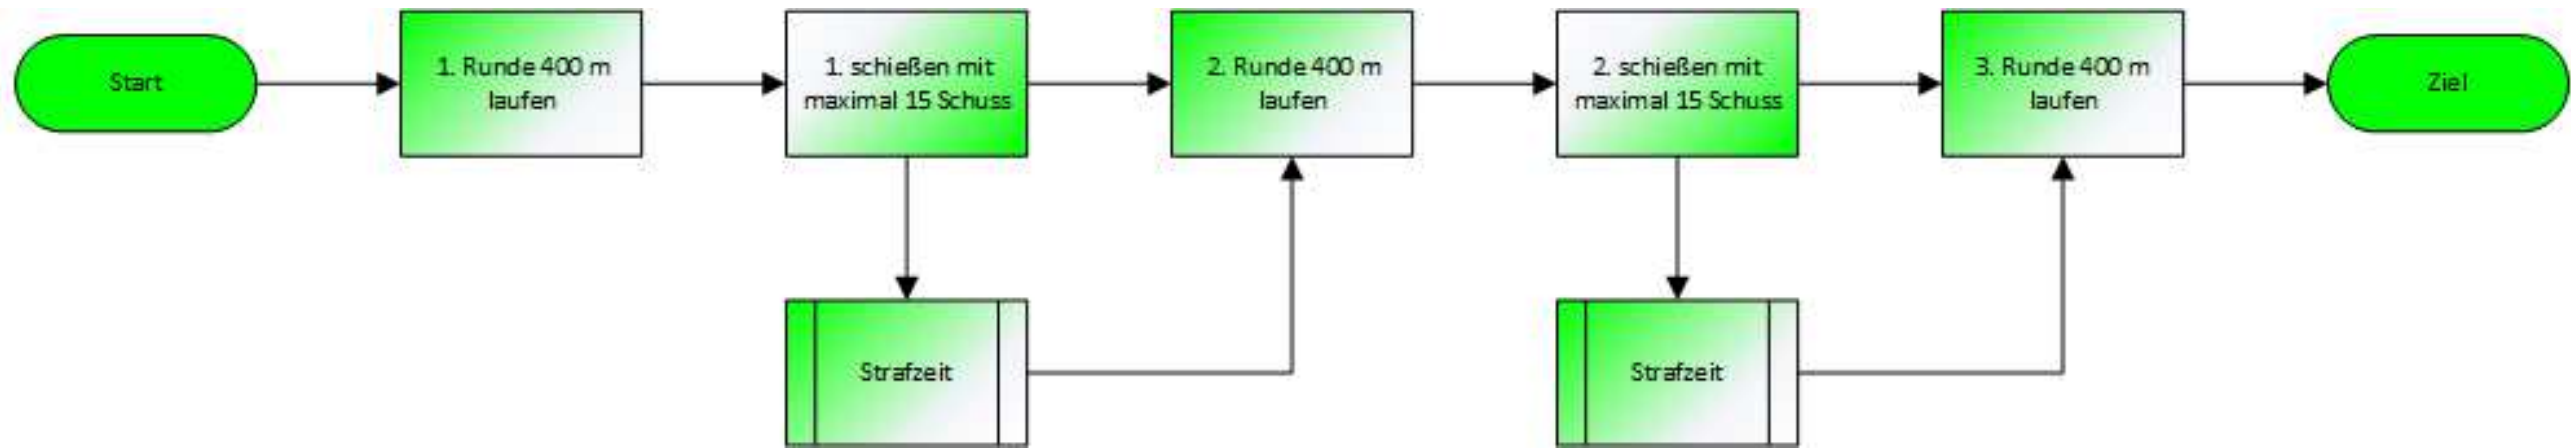 Start
1. Runde 400 m
laufen
1. schießen mit
maximal 15 Schuss
2. Runde 400 m
laufen
2. schießen mit
maximal 15 Schuss
3. Runde 400 m
laufen
Ziel
Strafzeit
Strafzeit